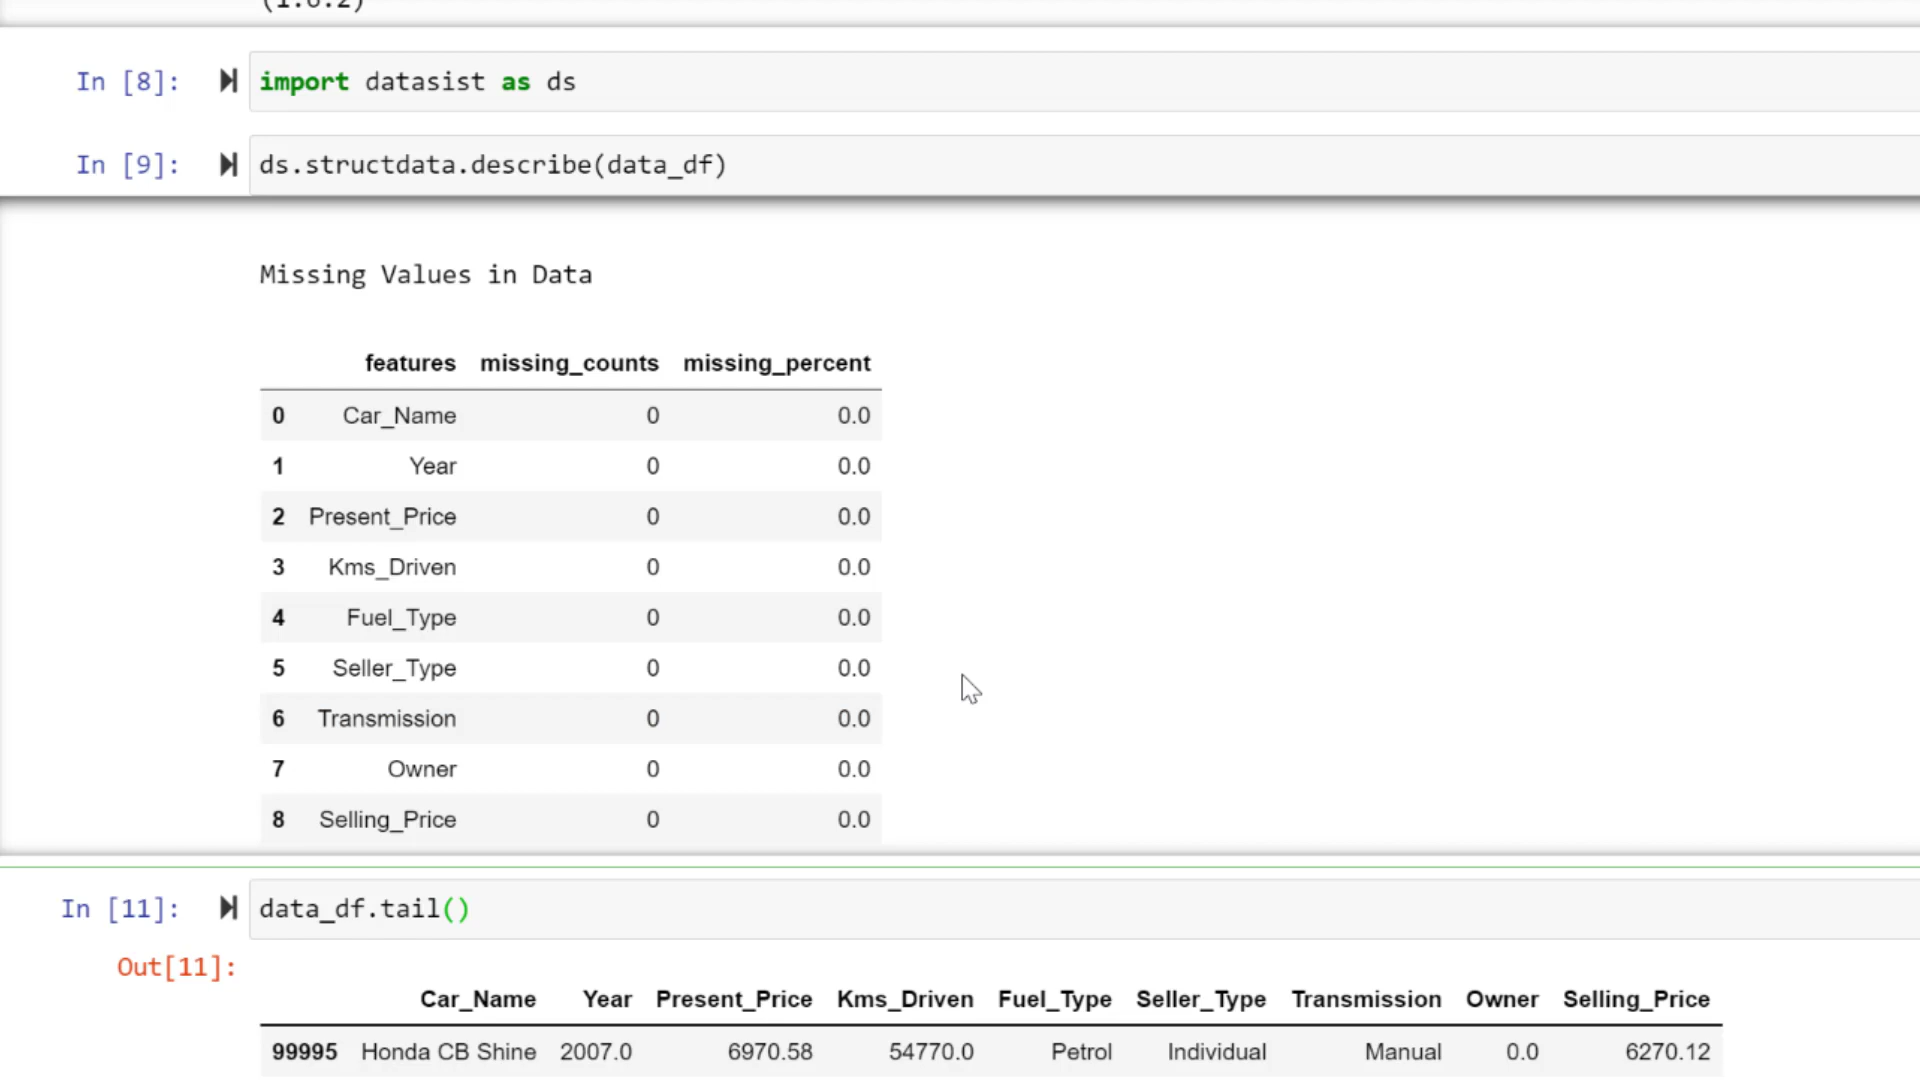 In [8]: import datasist as ds
In [9]: ds.structdata.describe(data_df)
Missing Values in Data
features missing_counts missing_percent
0 Car_Name 0 0.0
1 Year 0 0.0
2 Present_Price 0 0.0
3 Kms_Driven 0 0.0
4 Fuel_Type 0 0.0
5 Seller_Type 0 0.0
6 Transmission 0 0.0
7 Owner 0 0.0
8 Selling_Price 0 0.0
In [11]: data_df.tail()
Out[11]:
Car_Name Year Present_Price Kms_Driven Fuel_Type Seller_Type Transmission Owner Selling_Price
99995 Honda CB Shine 2007.0 6970.58 54770.0 Petrol Individual Manual 0.0 6270.12